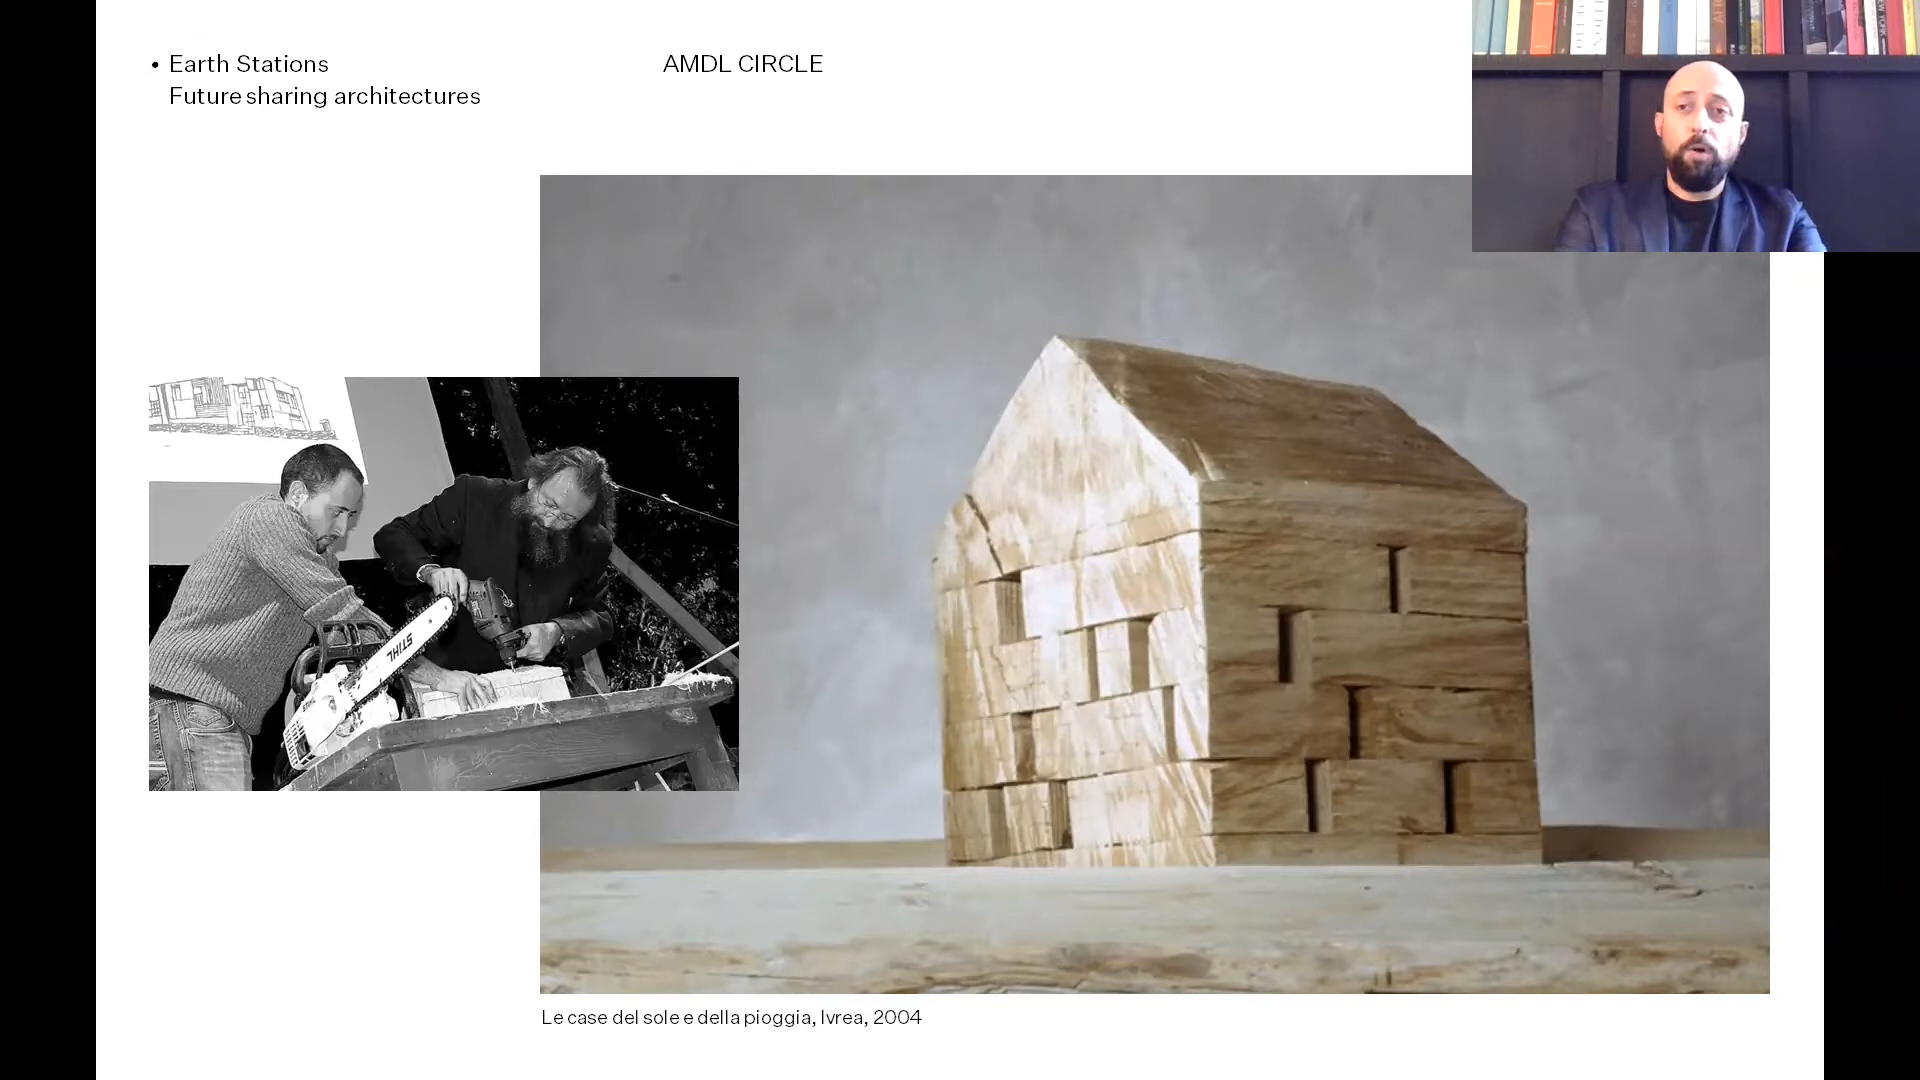 • Earth Stations
Future sharing architectures
AMDL CIRCLE
STIHL
Le case del sole e della pioggia, Ivrea, 2004